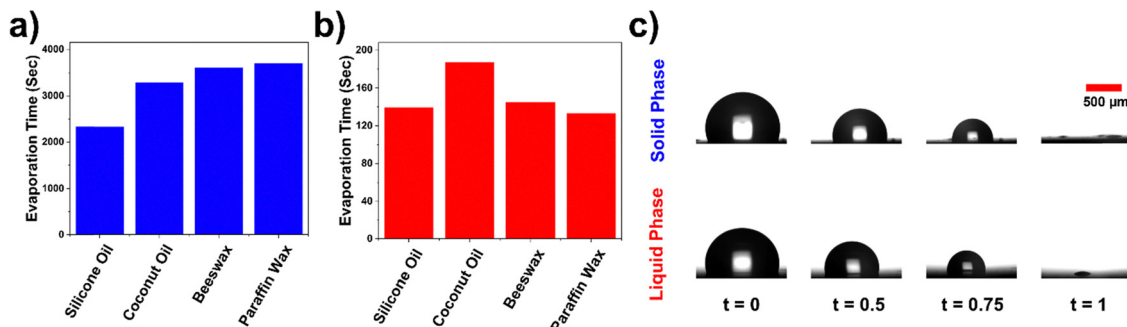 a)
Evaporation Time (Sec)
4000
3000
2000
1000
0
Silicone Oil
Coconut Oil
Beeswax
Paraffin Wax
b)
Evaporation Time (Sec)
200
160
120
80
40
0
Silicone Oil
Coconut Oil
Beeswax
Paraffin Wax
c)
Solid Phase
500 µm
Liquid Phase
t = 0
t = 0.5
t = 0.75
t = 1